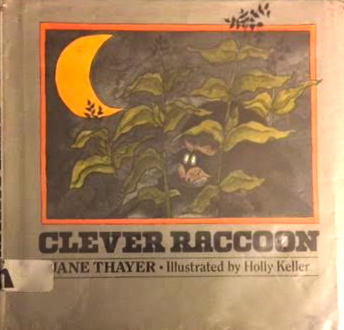 CLEVER RACCOON
JANE THAYER • Illustrated by Holly Keller